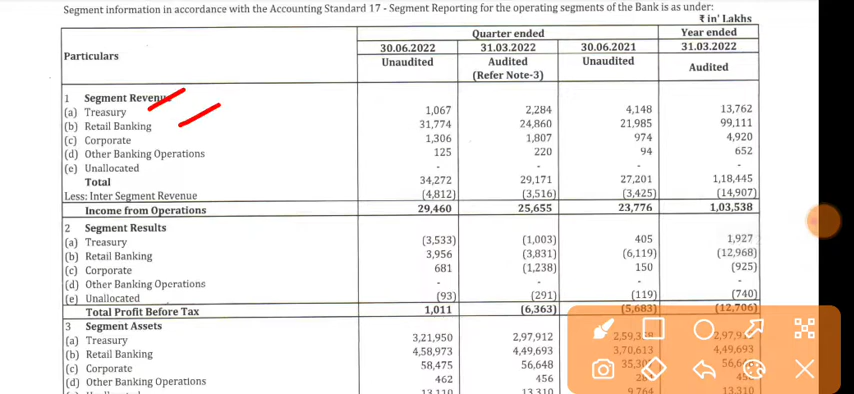 Segment information in accordance with the Accounting Standard 17 - Segment Reporting for the operating segments of the Bank is as under:
₹ in' Lakhs
Particulars Quarter ended Year ended
30.06.2022 31.03.2022 30.06.2021 31.03.2022
Unaudited Audited (Refer Note-3) Unaudited Audited
1 Segment Revenue
(a) Treasury 1,067 2,284 4,148 13,762
(b) Retail Banking 31,774 24,860 21,985 99,111
(c) Corporate 1,306 1,807 974 4,920
(d) Other Banking Operations 125 220 94 652
(e) Unallocated - - - -
Total 34,272 29,171 27,201 1,18,445
Less: Inter Segment Revenue (4,812) (3,516) (3,425) (14,907)
Income from Operations 29,460 25,655 23,776 1,03,538
2 Segment Results
(a) Treasury (3,533) (1,003) 405 1,927
(b) Retail Banking 3,956 (3,831) (6,119) (12,968)
(c) Corporate 681 (1,238) 150 (925)
(d) Other Banking Operations - - - -
(e) Unallocated (93) (291) (119) (740)
Total Profit Before Tax 1,011 (6,363) (5,683) (12,706)
3 Segment Assets
(a) Treasury 3,21,950 2,97,912
(b) Retail Banking 4,58,973 4,49,693 3,70,613 4,49,693
(c) Corporate 58,475 56,648
(d) Other Banking Operations 462 456
13,110 13,310 9,764 13,310